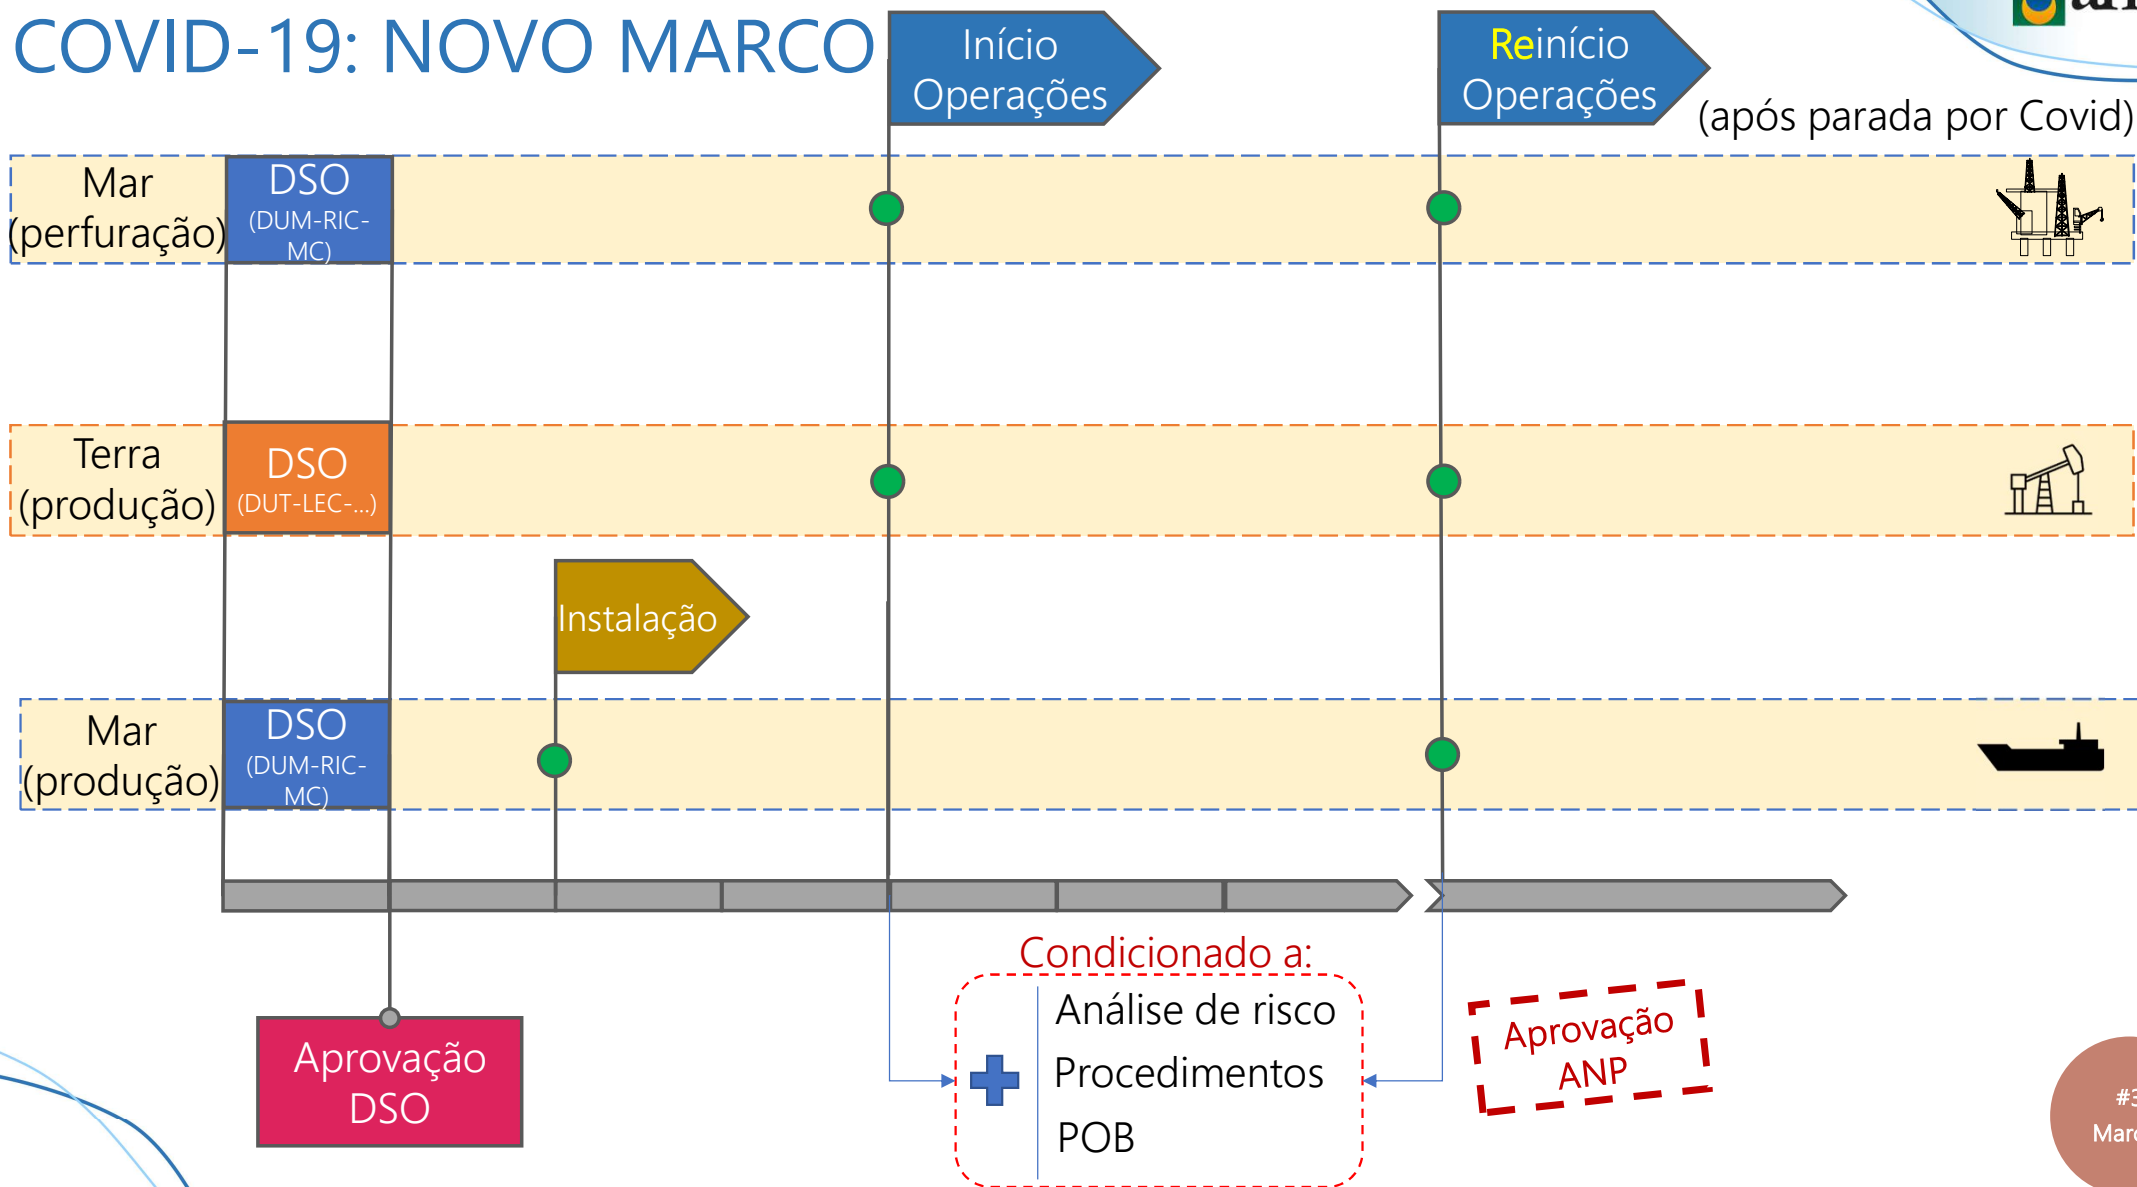 COVID-19: NOVO MARCO
Início
Operações
Reinício
Operações
(após parada por Covid)
Mar
(perfuração)
DSO
(DUM-RIC-
MC)
Terra
(produção)
DSO
(DUT-LEC-...)
Instalação
Mar
(produção)
DSO
(DUM-RIC-
MC)
Condicionado a:
Análise de risco
Procedimentos
POB
Aprovação
ANP
Aprovação
DSO